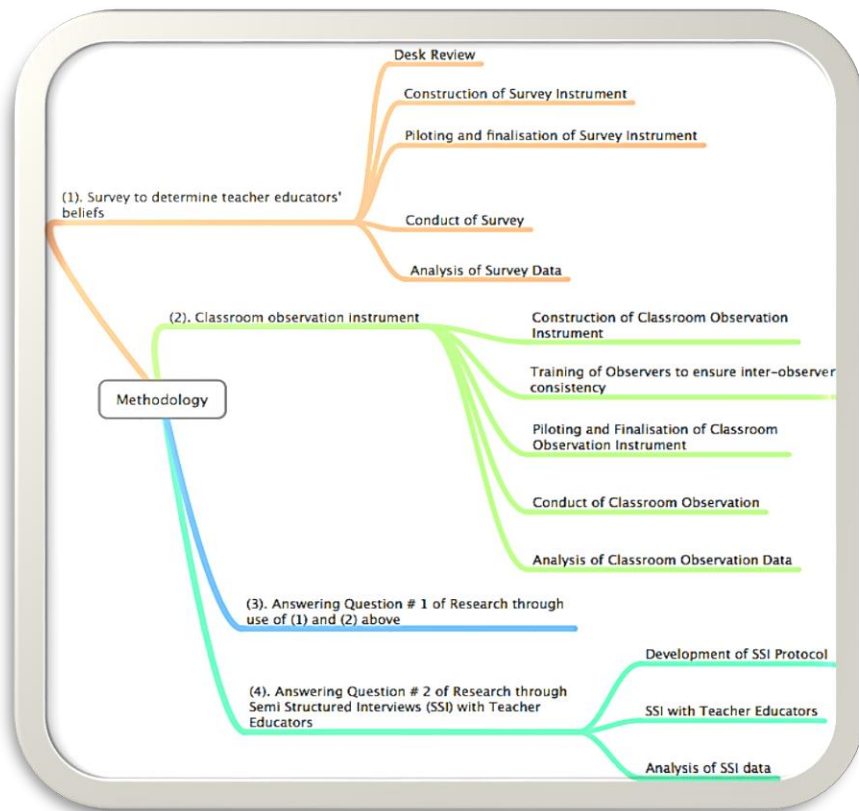 Desk Review
Construction of Survey Instrument
Piloting and finalisation of Survey Instrument
(1). Survey to determine teacher educators'
beliefs
Conduct of Survey
Analysis of Survey Data
(2). Classroom observation instrument
Construction of Classroom Observation
Instrument
Training of Observers to ensure inter-observer
consistency
Methodology
Piloting and Finalisation of Classroom
Observation Instrument
Conduct of Classroom Observation
Analysis of Classroom Observation Data
(3). Answering Question # 1 of Research through
use of (1) and (2) above
(4). Answering Question # 2 of Research through
Semi Structured Interviews (SSI) with Teacher
Educators
Development of SSI Protocol
SSI with Teacher Educators
Analysis of SSI data